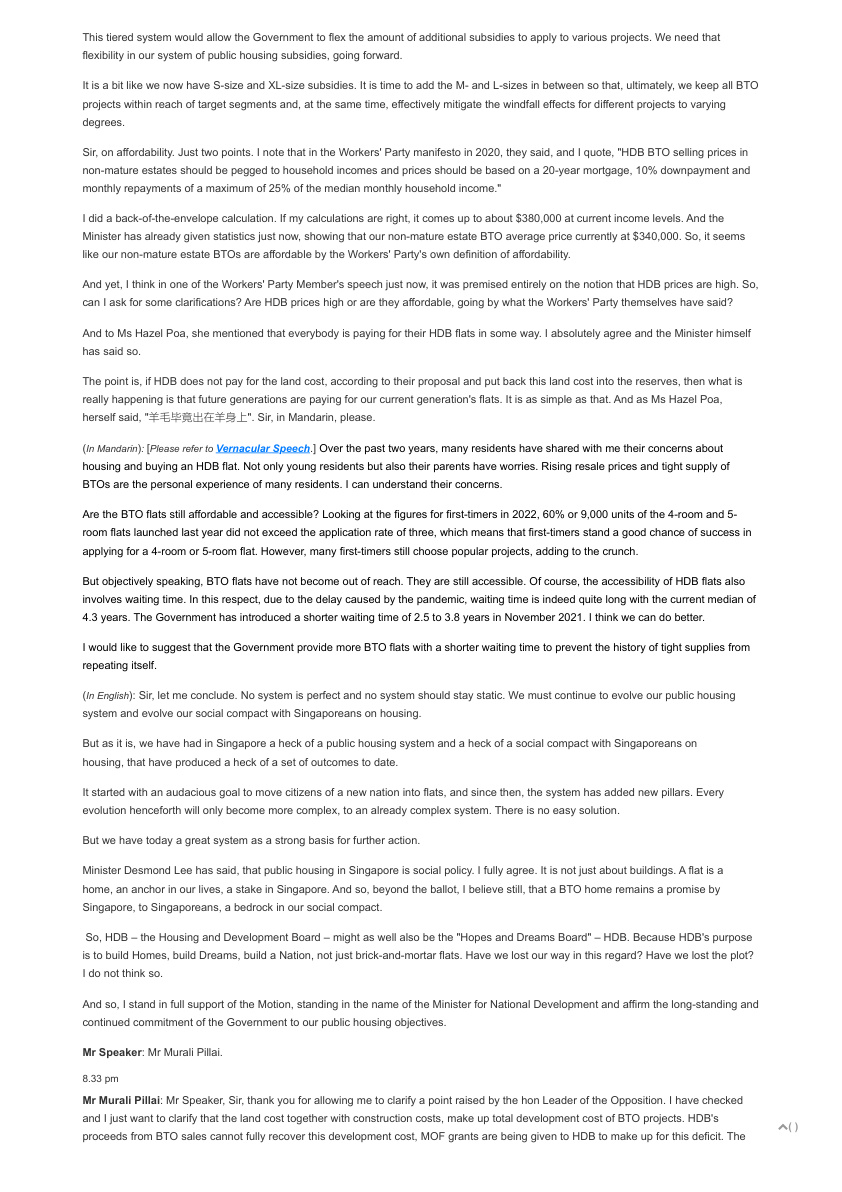 This tiered system would allow the Government to flex the amount of additional subsidies to apply to various projects. We need that
flexibility in our system of public housing subsidies, going forward.
It is a bit like we now have S-size and XL-size subsidies. It is time to add the M- and L-sizes in between so that, ultimately, we keep all BTO
projects within reach of target segments and, at the same time, effectively mitigate the windfall effects for different projects to varying
degrees.
Sir, on affordability. Just two points. I note that in the Workers' Party manifesto in 2020, they said, and I quote, "HDB BTO selling prices in
non-mature estates should be pegged to household incomes and prices should be based on a 20-year mortgage, 10% downpayment and
monthly repayments of a maximum of 25% of the median monthly household income."
I did a back-of-the-envelope calculation. If my calculations are right, it comes up to about $380,000 at current income levels. And the
Minister has already given statistics just now, showing that our non-mature estate BTO average price currently at $340,000. So, it seems
like our non-mature estate BTOs are affordable by the Workers' Party's own definition of affordability.
And yet, I think in one of the Workers' Party Member's speech just now, it was premised entirely on the notion that HDB prices are high. So,
can I ask for some clarifications? Are HDB prices high or are they affordable, going by what the Workers' Party themselves have said?
And to Ms Hazel Poa, she mentioned that everybody is paying for their HDB flats in some way. I absolutely agree and the Minister himself
has said so.
The point is, if HDB does not pay for the land cost, according to their proposal and put back this land cost into the reserves, then what is
really happening is that future generations are paying for our current generation's flats. It is as simple as that. And as Ms Hazel Poa,
herself said, "羊毛毕竟出在羊身上". Sir, in Mandarin, please.
(In Mandarin): [Please refer to Vernacular Speech.] Over the past two years, many residents have shared with me their concerns about
housing and buying an HDB flat. Not only young residents but also their parents have worries. Rising resale prices and tight supply of
BTOs are the personal experience of many residents. I can understand their concerns.
Are the BTO flats still affordable and accessible? Looking at the figures for first-timers in 2022, 60% or 9,000 units of the 4-room and 5-
room flats launched last year did not exceed the application rate of three, which means that first-timers stand a good chance of success in
applying for a 4-room or 5-room flat. However, many first-timers still choose popular projects, adding to the crunch.
But objectively speaking, BTO flats have not become out of reach. They are still accessible. Of course, the accessibility of HDB flats also
involves waiting time. In this respect, due to the delay caused by the pandemic, waiting time is indeed quite long with the current median of
4.3 years. The Government has introduced a shorter waiting time of 2.5 to 3.8 years in November 2021. I think we can do better.
I would like to suggest that the Government provide more BTO flats with a shorter waiting time to prevent the history of tight supplies from
repeating itself.
(In English): Sir, let me conclude. No system is perfect and no system should stay static. We must continue to evolve our public housing
system and evolve our social compact with Singaporeans on housing.
But as it is, we have had in Singapore a heck of a public housing system and a heck of a social compact with Singaporeans on
housing, that have produced a heck of a set of outcomes to date.
It started with an audacious goal to move citizens of a new nation into flats, and since then, the system has added new pillars. Every
evolution henceforth will only become more complex, to an already complex system. There is no easy solution.
But we have today a great system as a strong basis for further action.
Minister Desmond Lee has said, that public housing in Singapore is social policy. I fully agree. It is not just about buildings. A flat is a
home, an anchor in our lives, a stake in Singapore. And so, beyond the ballot, I believe still, that a BTO home remains a promise by
Singapore, to Singaporeans, a bedrock in our social compact.
So, HDB – the Housing and Development Board – might as well also be the "Hopes and Dreams Board" – HDB. Because HDB's purpose
is to build Homes, build Dreams, build a Nation, not just brick-and-mortar flats. Have we lost our way in this regard? Have we lost the plot?
I do not think so.
And so, I stand in full support of the Motion, standing in the name of the Minister for National Development and affirm the long-standing and
continued commitment of the Government to our public housing objectives.
Mr Speaker: Mr Murali Pillai.
8.33 pm
Mr Murali Pillai: Mr Speaker, Sir, thank you for allowing me to clarify a point raised by the hon Leader of the Opposition. I have checked
and I just want to clarify that the land cost together with construction costs, make up total development cost of BTO projects. HDB's
proceeds from BTO sales cannot fully recover this development cost, MOF grants are being given to HDB to make up for this deficit. The
( )